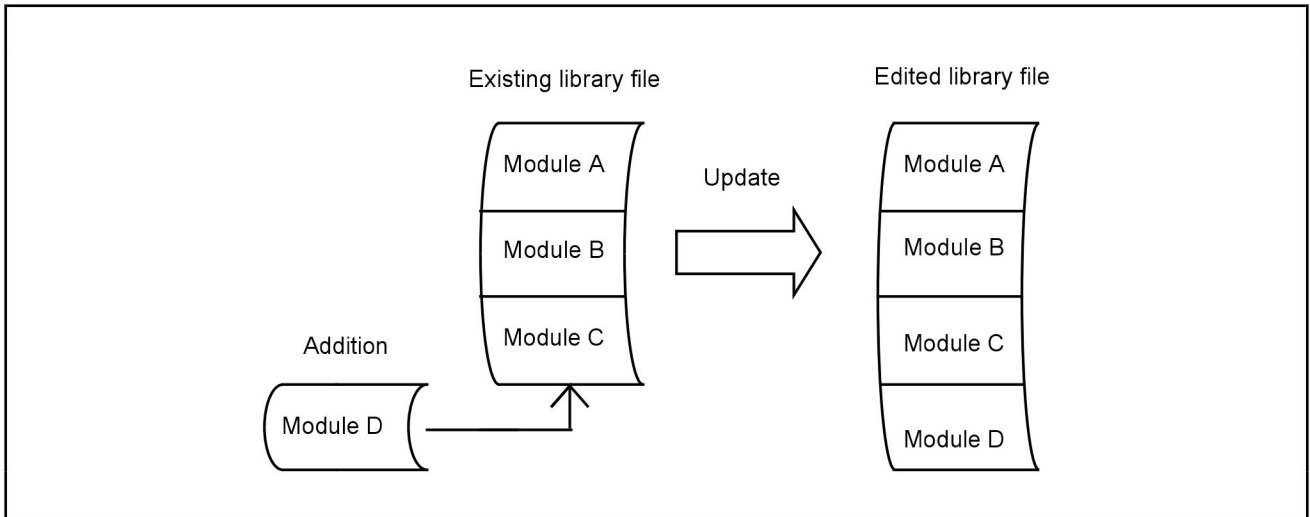 Existing library file
Edited library file
Module A
Module B
Module C
Update
Module A
Module B
Module C
Module D
Addition
Module D